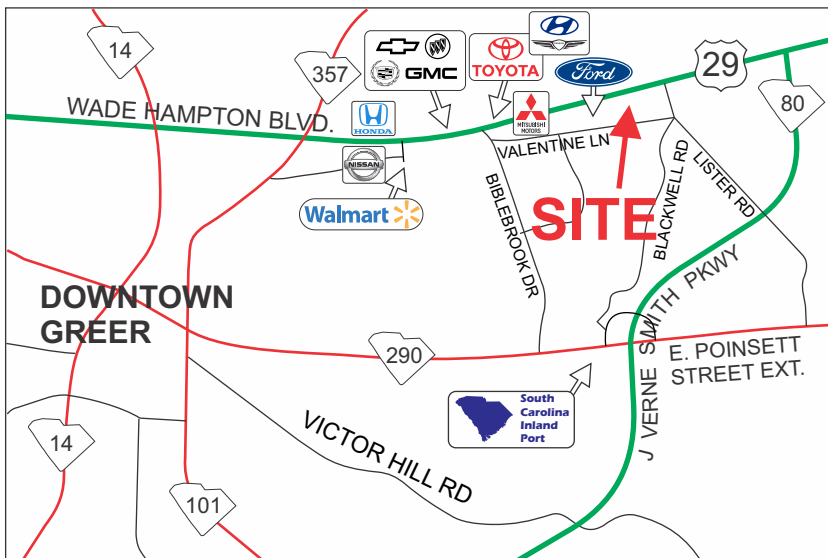 14
357
GMC
TOYOTA
Ford
29
80
WADE HAMPTON BLVD.
HONDA
MITSUBISHI
MOTORS
NISSAN
VALENTINE LN
Walmart
BIBLEBROOK DR
SITE
BLACKWELL RD
LISTER RD
DOWNTOWN
GREER
J VERNE SMITH PKWY
290
E. POINSETT
STREET EXT.
South
Carolina
Inland
Port
14
VICTOR HILL RD
101